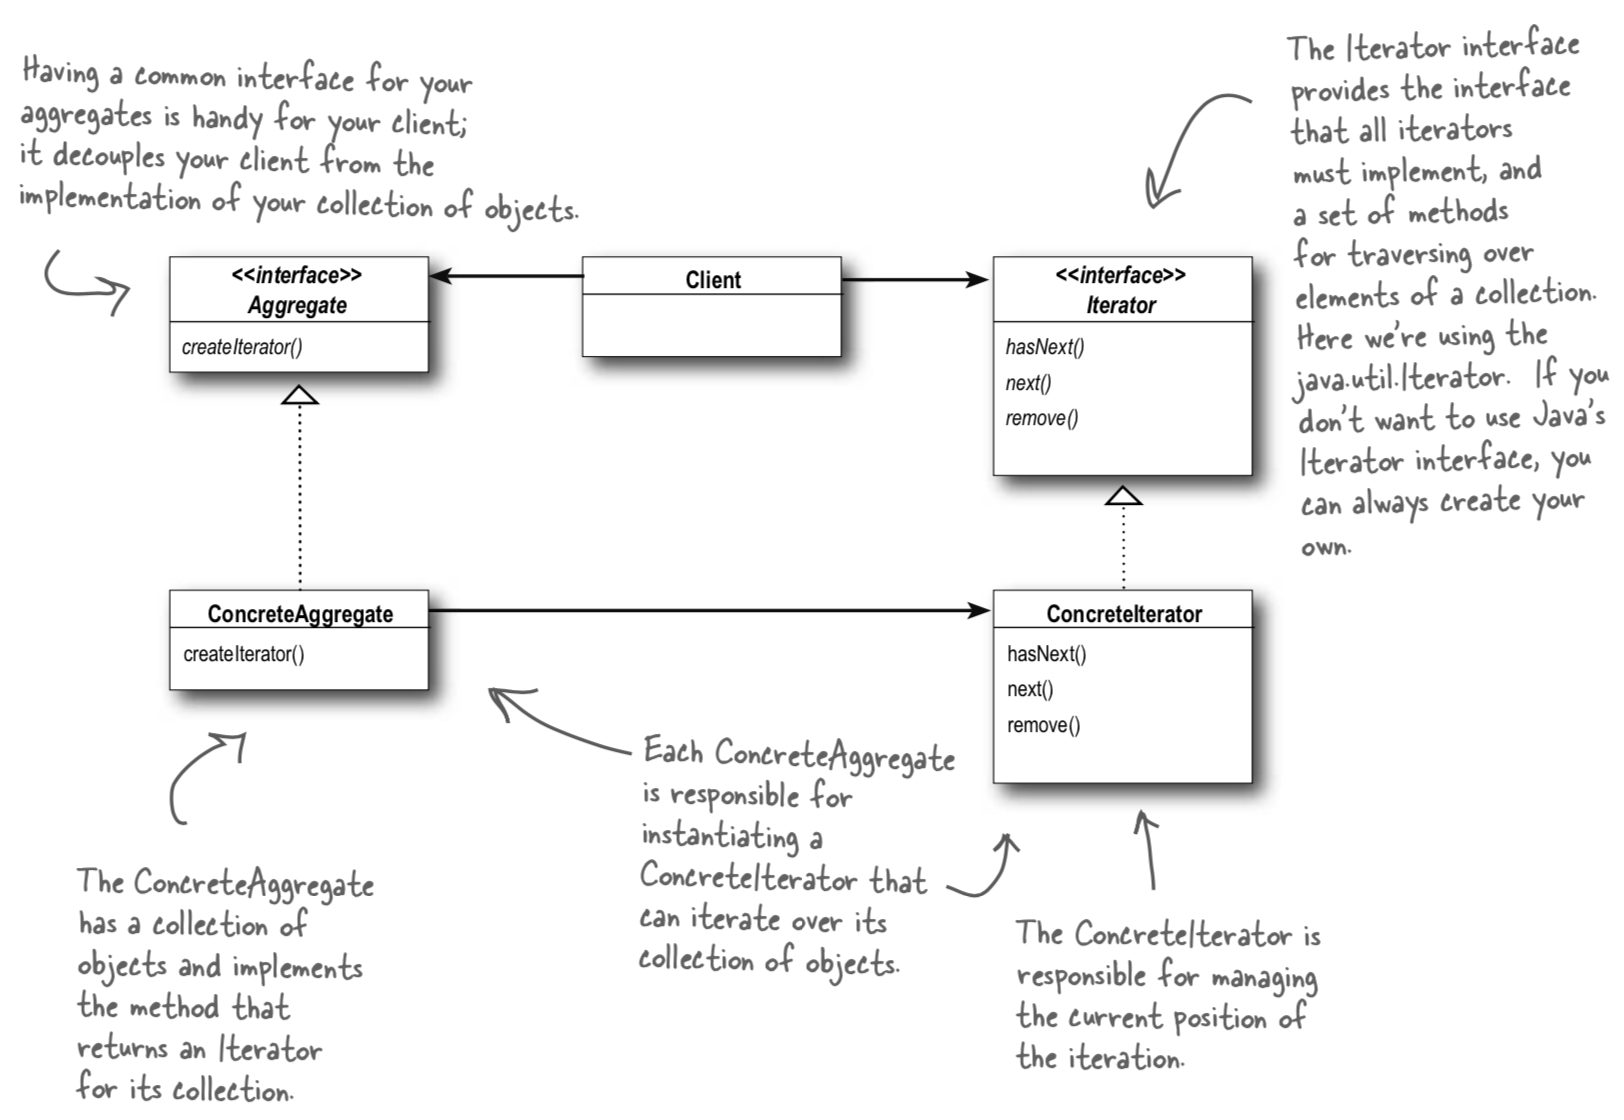 Having a common interface for your
aggregates is handy for your client;
it decouples your client from the
implementation of your collection of objects.
The Iterator interface
provides the interface
that all iterators
must implement, and
a set of methods
for traversing over
elements of a collection.
Here we're using the
java.util.Iterator. If you
don't want to use Java's
Iterator interface, you
can always create your
own.
<<interface>>
Aggregate
createIterator()
Client
<<interface>>
Iterator
hasNext()
next()
remove()
ConcreteAggregate
createIterator()
ConcreteIterator
hasNext()
next()
remove()
Each ConcreteAggregate
is responsible for
instantiating a
ConcreteIterator that
can iterate over its
collection of objects.
The ConcreteAggregate
has a collection of
objects and implements
the method that
returns an Iterator
for its collection.
The ConcreteIterator is
responsible for managing
the current position of
the iteration.